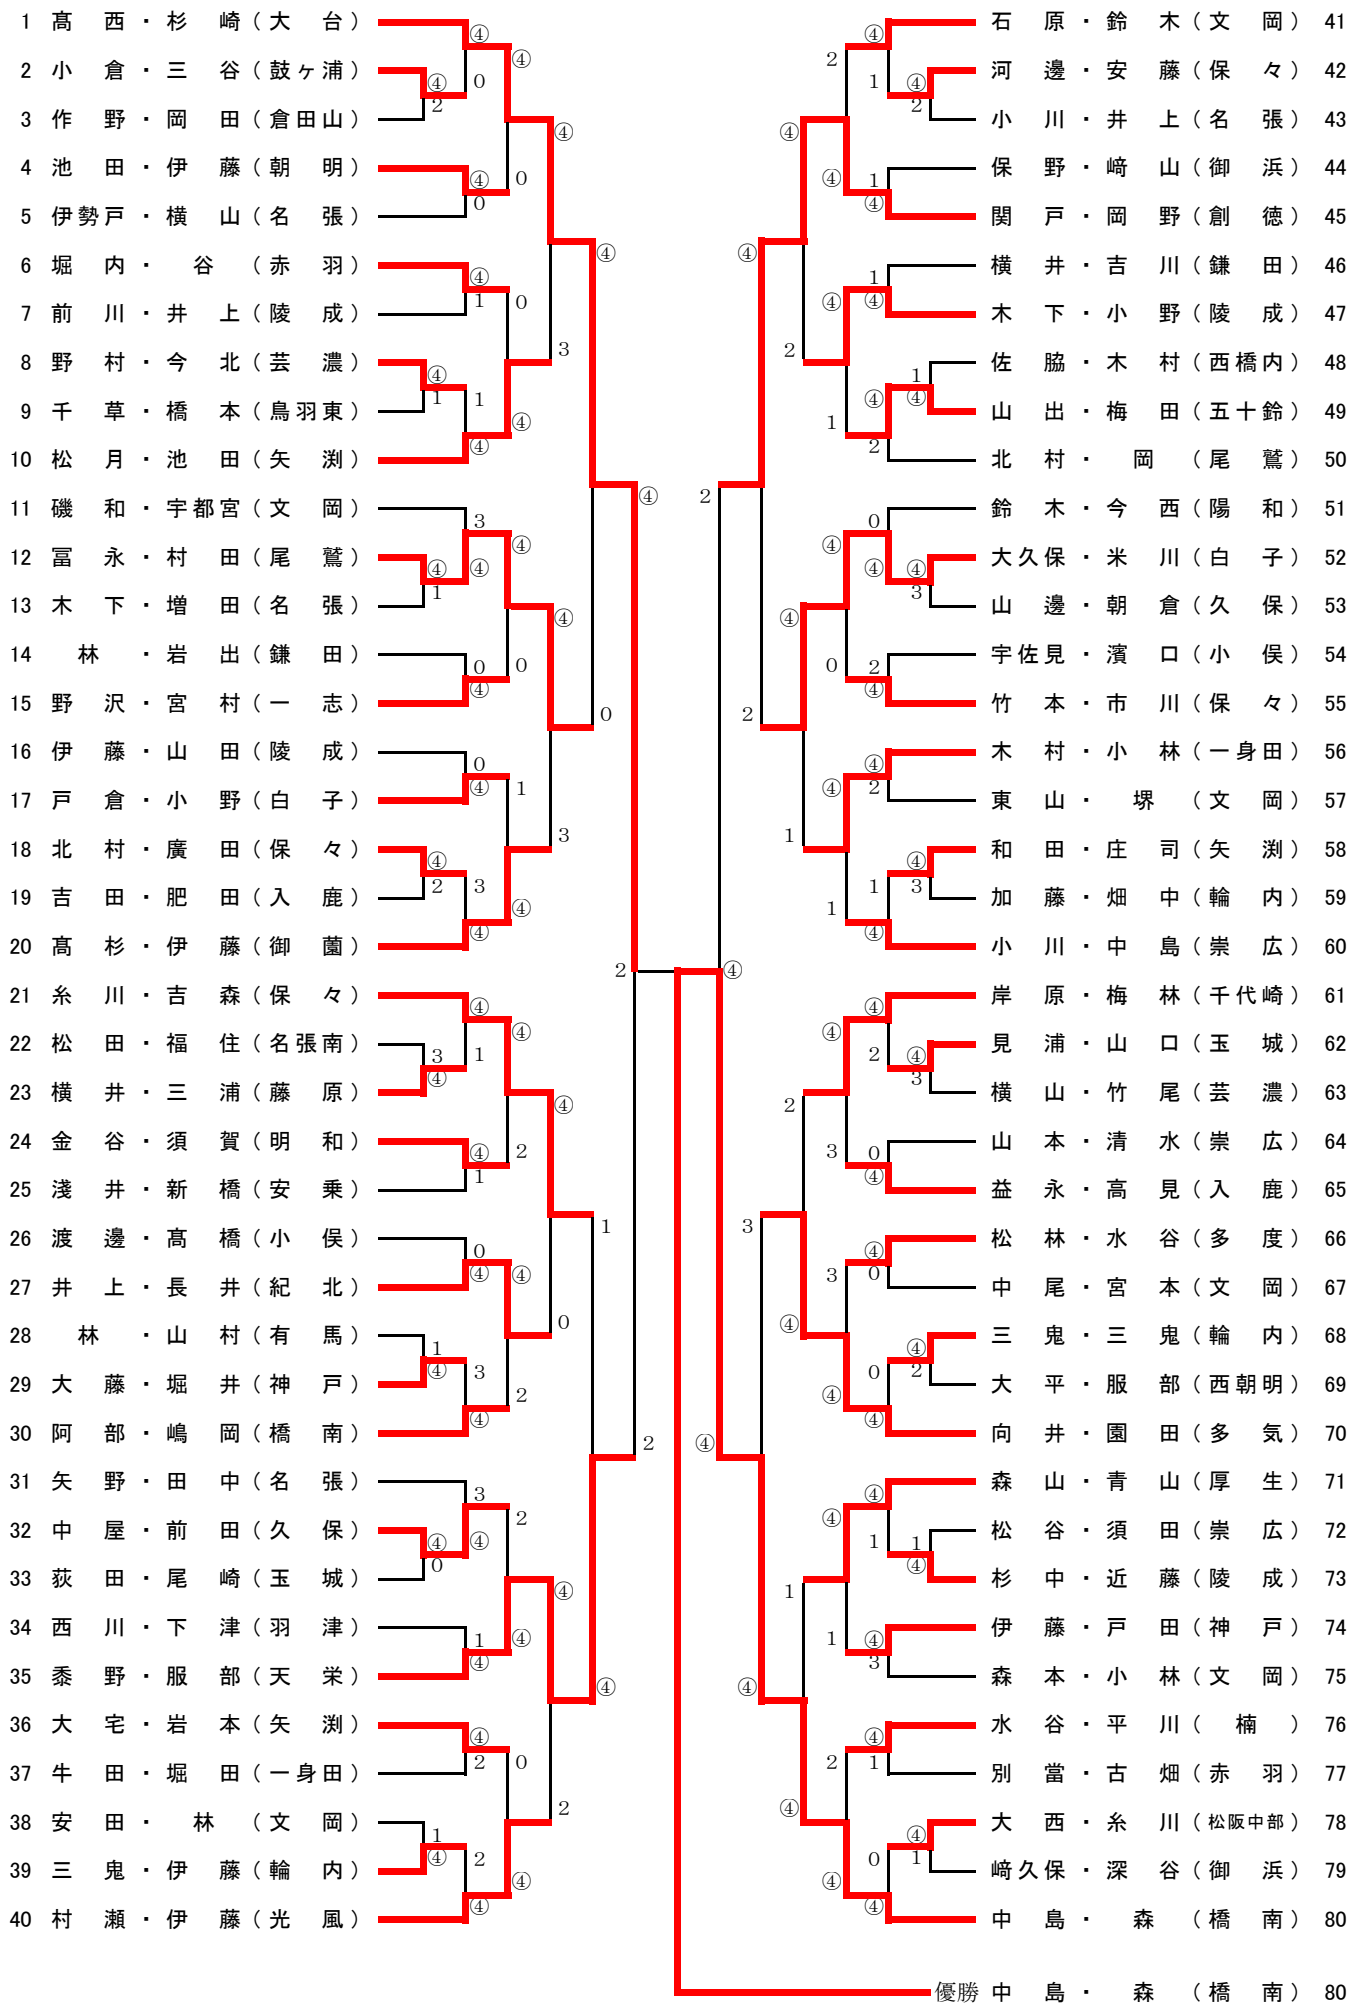 1 髙西・杉崎(大台)
2 小倉・三谷(鼓ヶ浦)
3 作野・岡田(倉田山)
4 池田・伊藤(朝明)
5 伊勢戸・横山(名張)
6 堀内・谷(赤羽)
7 前川・井上(陵成)
8 野村・今北(芸濃)
9 千草・橋本(鳥羽東)
10 松月・池田(矢渕)
11 磯和・宇都宮(文岡)
12 冨永・村田(尾鷲)
13 木下・増田(名張)
14 林・岩出(鎌田)
15 野沢・宮村(一志)
16 伊藤・山田(陵成)
17 戸倉・小野(白子)
18 北村・廣田(保々)
19 吉田・肥田(入鹿)
20 髙杉・伊藤(御薗)
21 糸川・吉森(保々)
22 松田・福住(名張南)
23 横井・三浦(藤原)
24 金谷・須賀(明和)
25 淺井・新橋(安乗)
26 渡邊・髙橋(小俣)
27 井上・長井(紀北)
28 林・山村(有馬)
29 大藤・堀井(神戸)
30 阿部・嶋岡(橋南)
31 矢野・田中(名張)
32 中屋・前田(久保)
33 荻田・尾崎(玉城)
34 西川・下津(羽津)
35 黍野・服部(天栄)
36 大宅・岩本(矢渕)
37 牛田・堀田(一身田)
38 安田・林(文岡)
39 三鬼・伊藤(輪内)
40 村瀬・伊藤(光風)
石原・鈴木(文岡) 41
河邊・安藤(保々) 42
小川・井上(名張) 43
保野・﨑山(御浜) 44
関戸・岡野(創徳) 45
横井・吉川(鎌田) 46
木下・小野(陵成) 47
佐脇・木村(西橋内) 48
山出・梅田(五十鈴) 49
北村・岡(尾鷲) 50
鈴木・今西(陽和) 51
大久保・米川(白子) 52
山邊・朝倉(久保) 53
宇佐見・濱口(小俣) 54
竹本・市川(保々) 55
木村・小林(一身田) 56
東山・堺(文岡) 57
和田・庄司(矢渕) 58
加藤・畑中(輪内) 59
小川・中島(崇広) 60
岸原・梅林(千代崎) 61
見浦・山口(玉城) 62
横山・竹尾(芸濃) 63
山本・清水(崇広) 64
益永・高見(入鹿) 65
松林・水谷(多度) 66
中尾・宮本(文岡) 67
三鬼・三鬼(輪内) 68
大平・服部(西朝明) 69
向井・園田(多気) 70
森山・青山(厚生) 71
松谷・須田(崇広) 72
杉中・近藤(陵成) 73
伊藤・戸田(神戸) 74
森本・小林(文岡) 75
水谷・平川(楠) 76
別當・古畑(赤羽) 77
大西・糸川(松阪中部) 78
﨑久保・深谷(御浜) 79
中島・森(橋南) 80
優勝 中島・森(橋南) 80